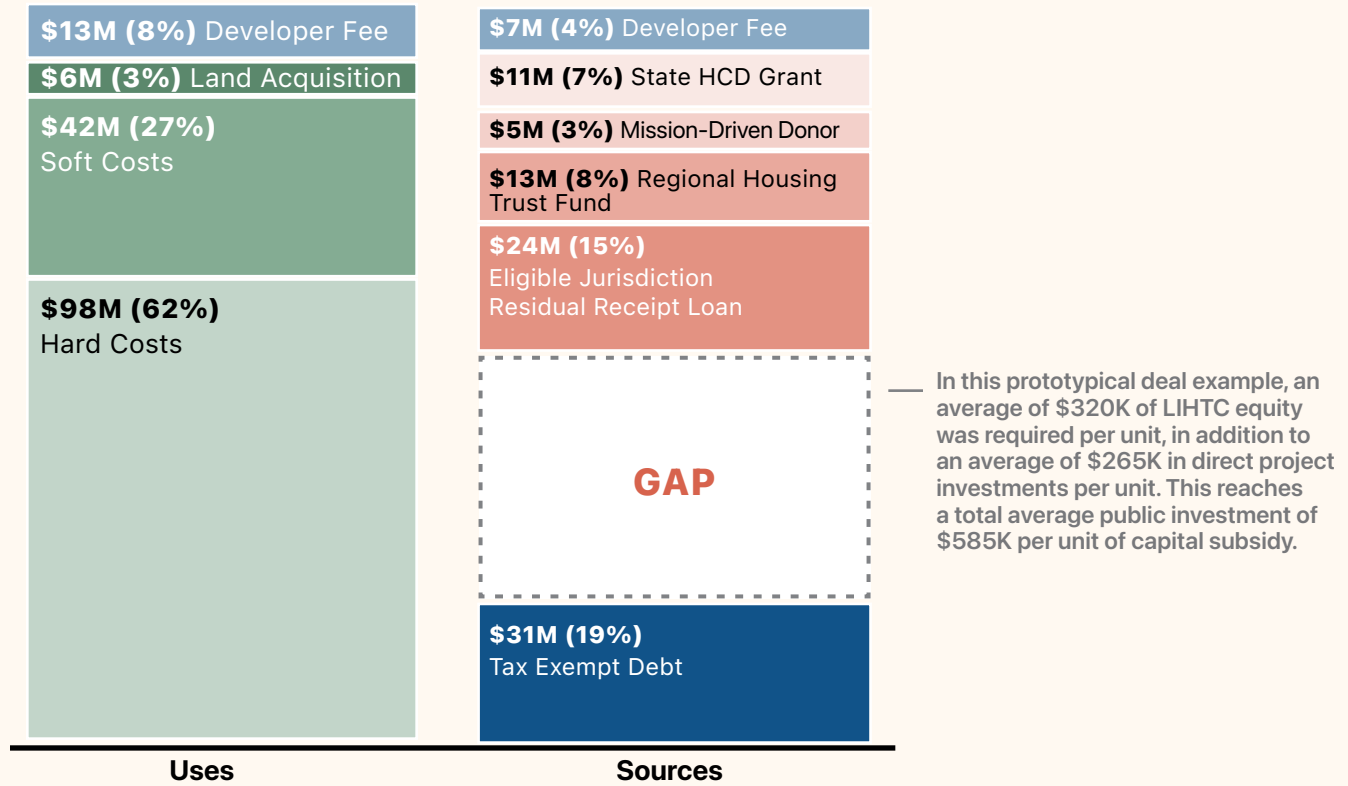 $13M (8%) Developer Fee
$6M (3%) Land Acquisition
$42M (27%)
Soft Costs
$98M (62%)
Hard Costs
Uses
$7M (4%) Developer Fee
$11M (7%) State HCD Grant
$5M (3%) Mission-Driven Donor
$13M (8%) Regional Housing
Trust Fund
$24M (15%)
Eligible Jurisdiction
Residual Receipt Loan
GAP
$31M (19%)
Tax Exempt Debt
Sources
In this prototypical deal example, an
average of $320K of LIHTC equity
was required per unit, in addition to
an average of $265K in direct project
investments per unit. This reaches
a total average public investment of
$585K per unit of capital subsidy.